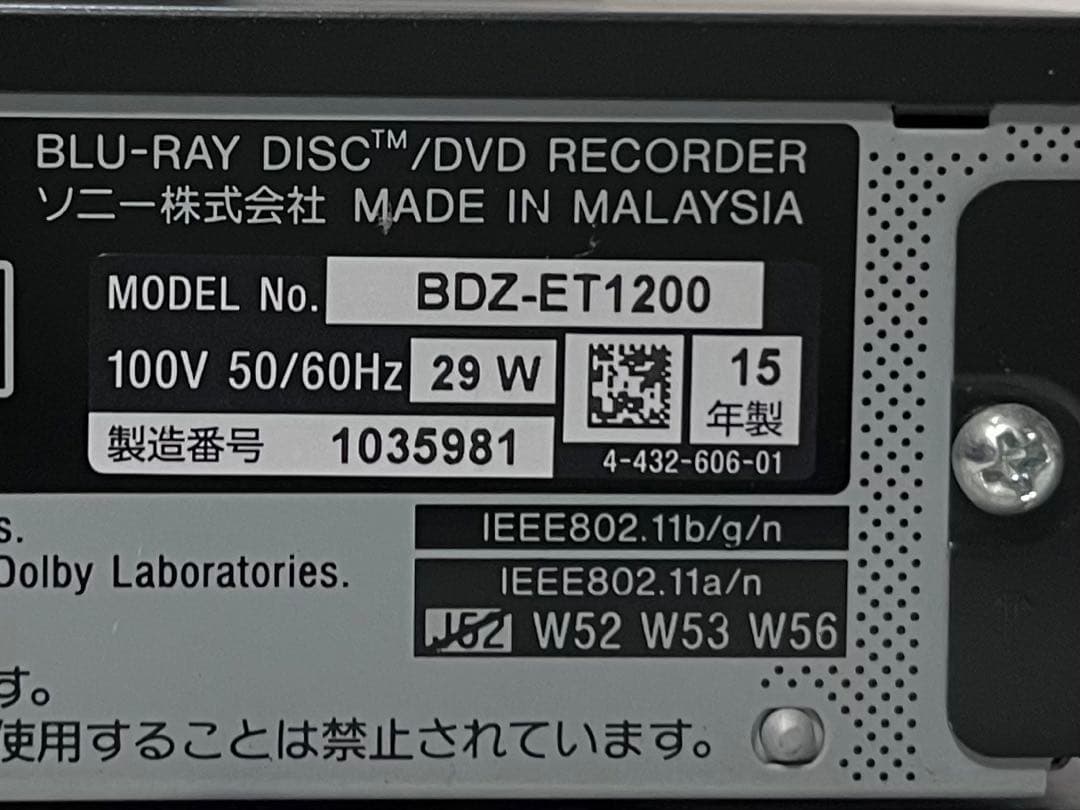 BLU-RAY DISC™/DVD RECORDER
ソニー株式会社 MADE IN MALAYSIA
MODEL No. BDZ-ET1200
100V 50/60Hz 29 W
15
年製
製造番号 1035981
4-432-606-01
IEEE802.11b/g/n
s.
Dolby Laboratories.
IEEE802.11a/n
J52 W52 W53 W56
す。
使用することは禁止されています。